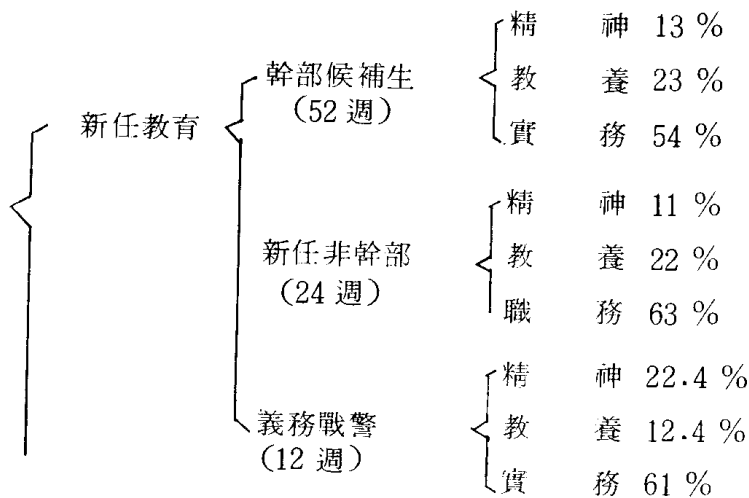 新任教育
幹部候補生
(52 週)
精 神 13 %
教 養 23 %
實 務 54 %
新任非幹部
(24 週)
精 神 11 %
教 養 22 %
職 務 63 %
義務戰警
(12 週)
精 神 22.4 %
教 養 12.4 %
實 務 61 %